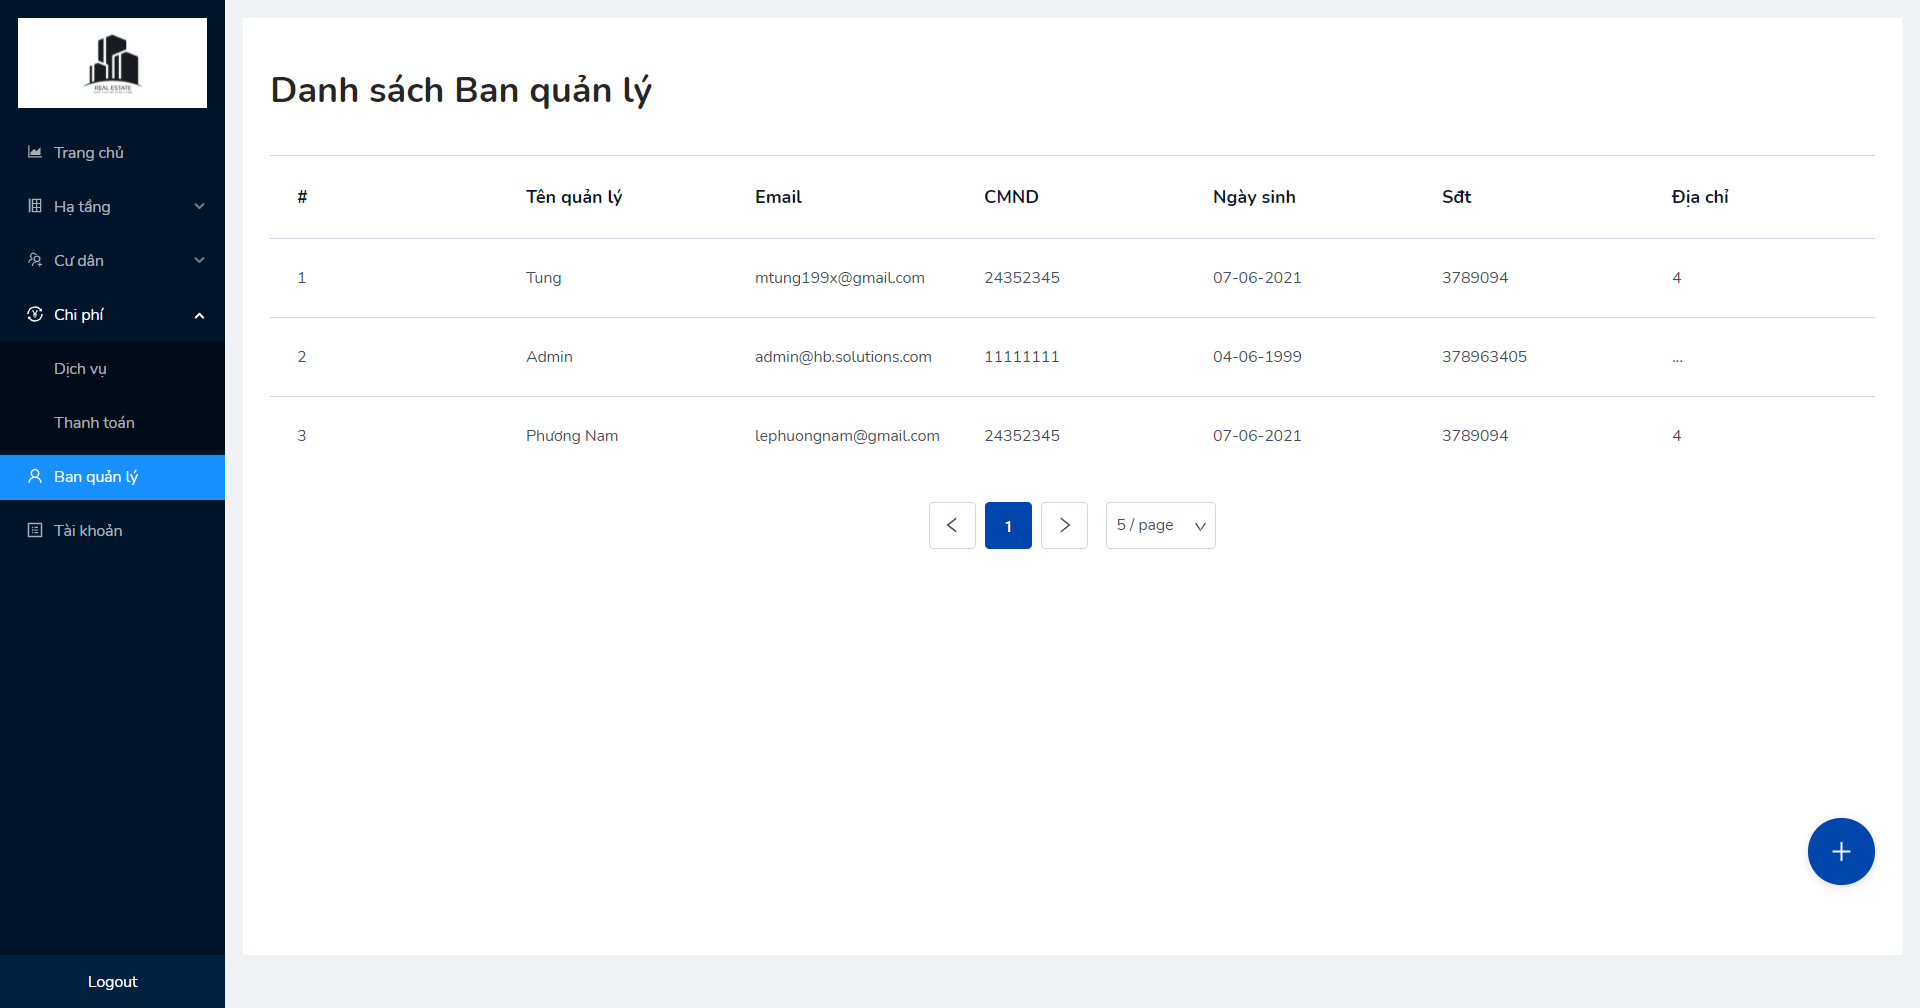 REAL ESTATE
Trang chủ
Hạ tầng
Cư dân
Chi phí
Dịch vụ
Thanh toán
Ban quản lý
Tài khoản
Logout
Danh sách Ban quản lý
# Tên quản lý Email CMND Ngày sinh Sđt Địa chỉ
1 Tung mtung199x@gmail.com 24352345 07-06-2021 3789094 4
2 Admin admin@hb.solutions.com 11111111 04-06-1999 378963405 ...
3 Phương Nam lephuongnam@gmail.com 24352345 07-06-2021 3789094 4
1 5 / page